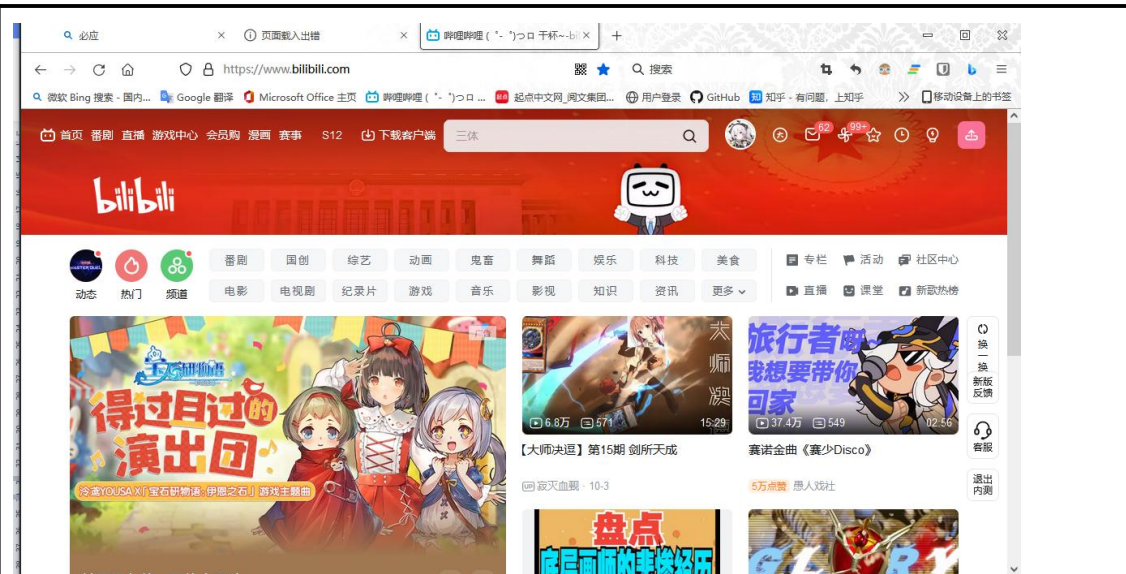 必应
页面载入出错
哔哩哔哩 ( ゜- ゜)つロ 干杯~-bi
https://www.bilibili.com
搜索
微软 Bing 搜索 - 国内...
Google 翻译
Microsoft Office 主页
哔哩哔哩 ( ゜- ゜)つロ ...
起点中文网_阅文集团...
用户登录
GitHub
知乎 - 有问题，上知乎
移动设备上的书签
首页 番剧 直播 游戏中心 会员购 漫画 赛事 S12 下载客户端
三体
62
99+
bilibili
番剧 国创 综艺 动画 鬼畜 舞蹈 娱乐 科技 美食
专栏 活动 社区中心
动态 热门 频道
电影 电视剧 纪录片 游戏 音乐 影视 知识 资讯 更多
直播 课堂 新歌热榜
宝石研物语
得过且过的
演出团
泠鸢YOUSA X「宝石研物语:伊恩之石」游戏主题曲
大师
6.8万 571 15:29
【大师决逗】第15期 剑所天成
UP 寂灭血殇 · 10-3
旅行者
我想要带你
回家
37.4万 549 02:56
赛诺金曲《赛少Disco》
5万点赞 愚人戏社
换一换
新版反馈
客服
退出内测
盘点
底层画师的悲惨经历